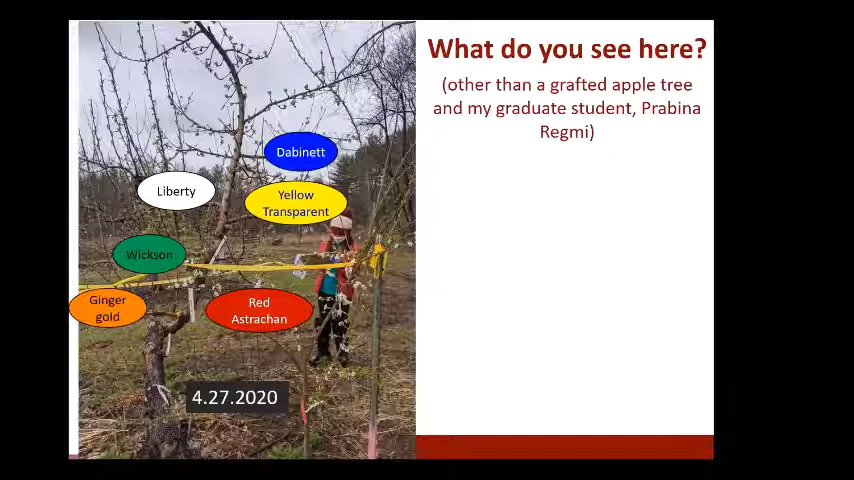 What do you see here?
(other than a grafted apple tree
and my graduate student, Prabina
Regmi)
Dabinett
Liberty
Yellow
Transparent
Wickson
Ginger
gold
Red
Astrachan
4.27.2020